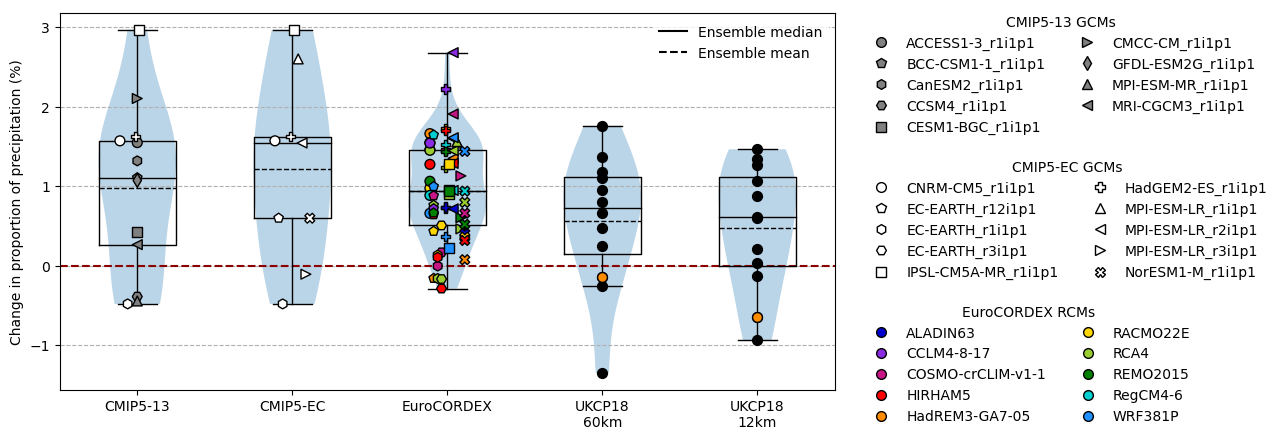 Change in proportion of precipitation (%)
3
2
1
0
−1
Ensemble median
Ensemble mean
CMIP5-13
CMIP5-EC
EuroCORDEX
UKCP18
60km
UKCP18
12km
CMIP5-13 GCMs
ACCESS1-3_r1i1p1
BCC-CSM1-1_r1i1p1
CanESM2_r1i1p1
CCSM4_r1i1p1
CESM1-BGC_r1i1p1
CMCC-CM_r1i1p1
GFDL-ESM2G_r1i1p1
MPI-ESM-MR_r1i1p1
MRI-CGCM3_r1i1p1
CMIP5-EC GCMs
CNRM-CM5_r1i1p1
EC-EARTH_r12i1p1
EC-EARTH_r1i1p1
EC-EARTH_r3i1p1
IPSL-CM5A-MR_r1i1p1
HadGEM2-ES_r1i1p1
MPI-ESM-LR_r1i1p1
MPI-ESM-LR_r2i1p1
MPI-ESM-LR_r3i1p1
NorESM1-M_r1i1p1
EuroCORDEX RCMs
ALADIN63
CCLM4-8-17
COSMO-crCLIM-v1-1
HIRHAM5
HadREM3-GA7-05
RACMO22E
RCA4
REMO2015
RegCM4-6
WRF381P